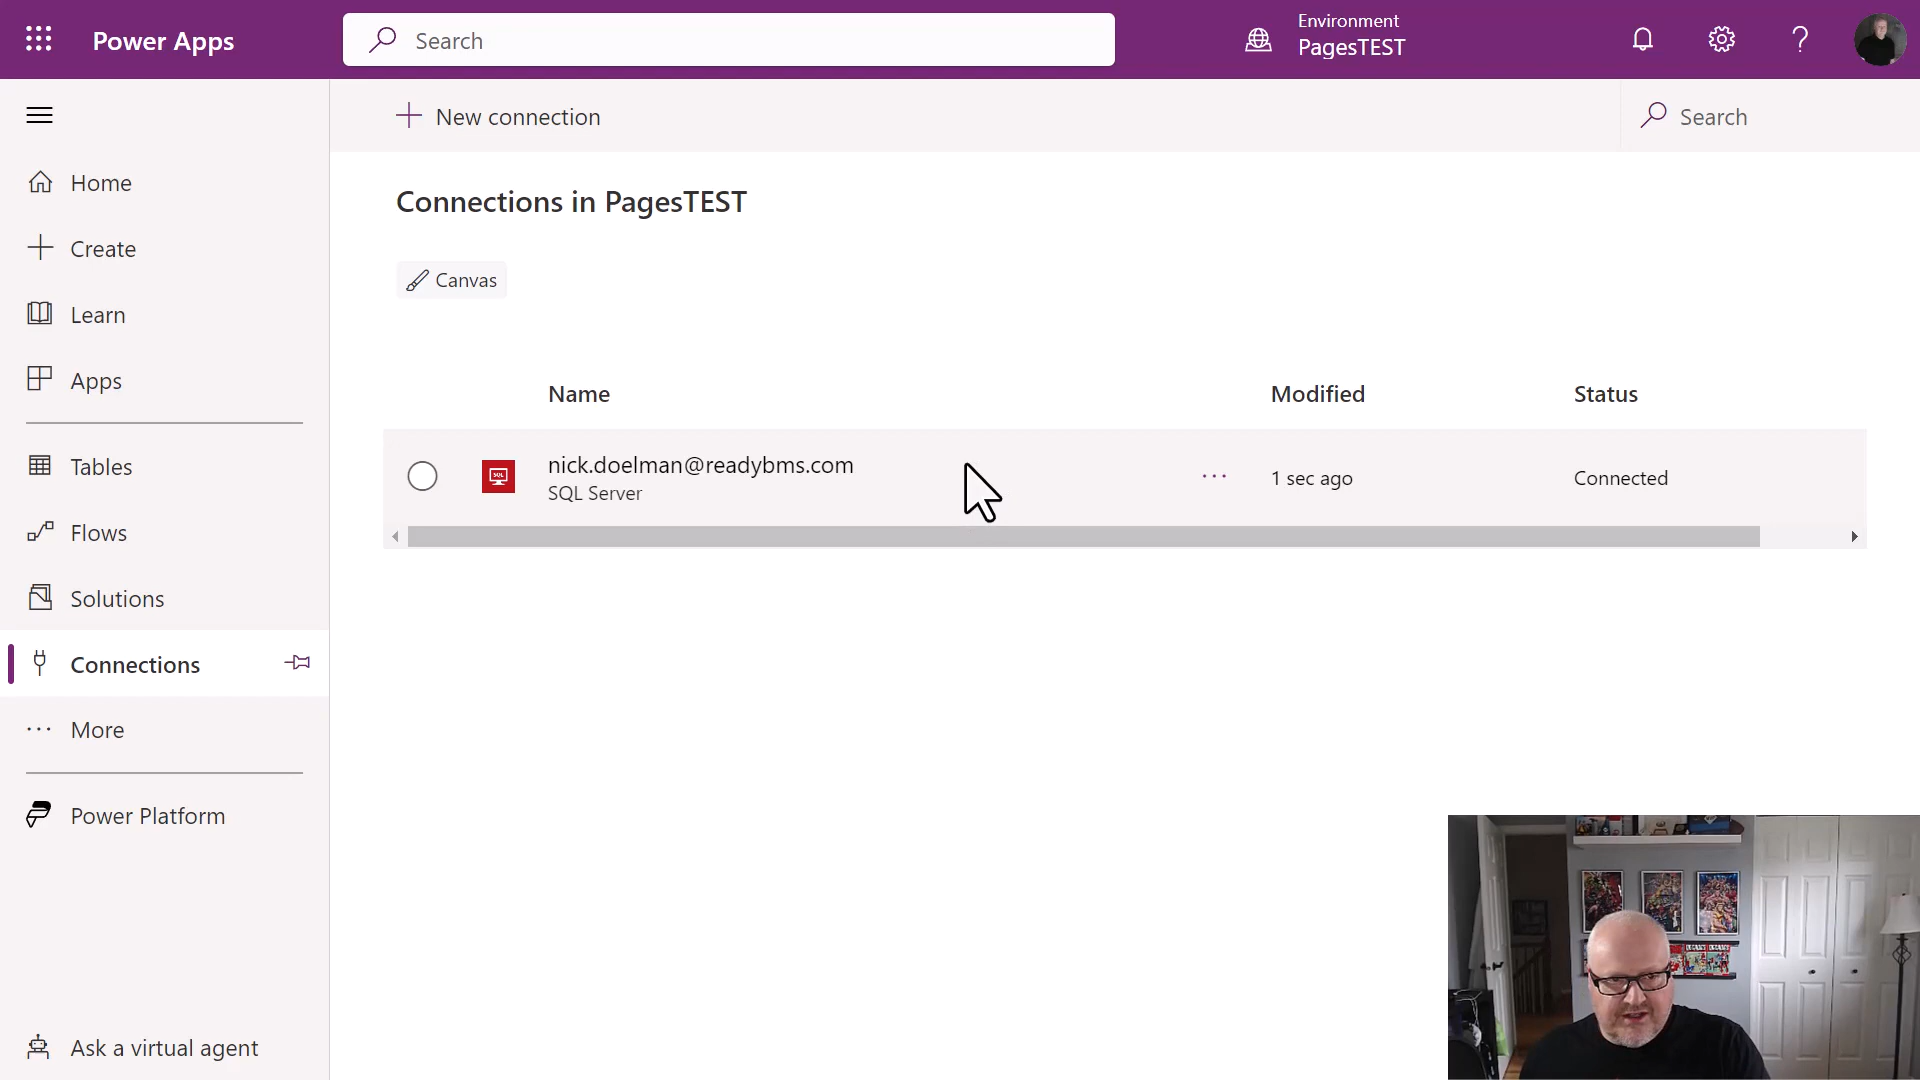 Power Apps
Search
Environment
PagesTEST
New connection
Search
Home
Create
Learn
Apps
Tables
Flows
Solutions
Connections
More
Power Platform
Ask a virtual agent
Connections in PagesTEST
Canvas
Name
Modified
Status
nick.doelman@readybms.com
SQL Server
1 sec ago
Connected
SQL